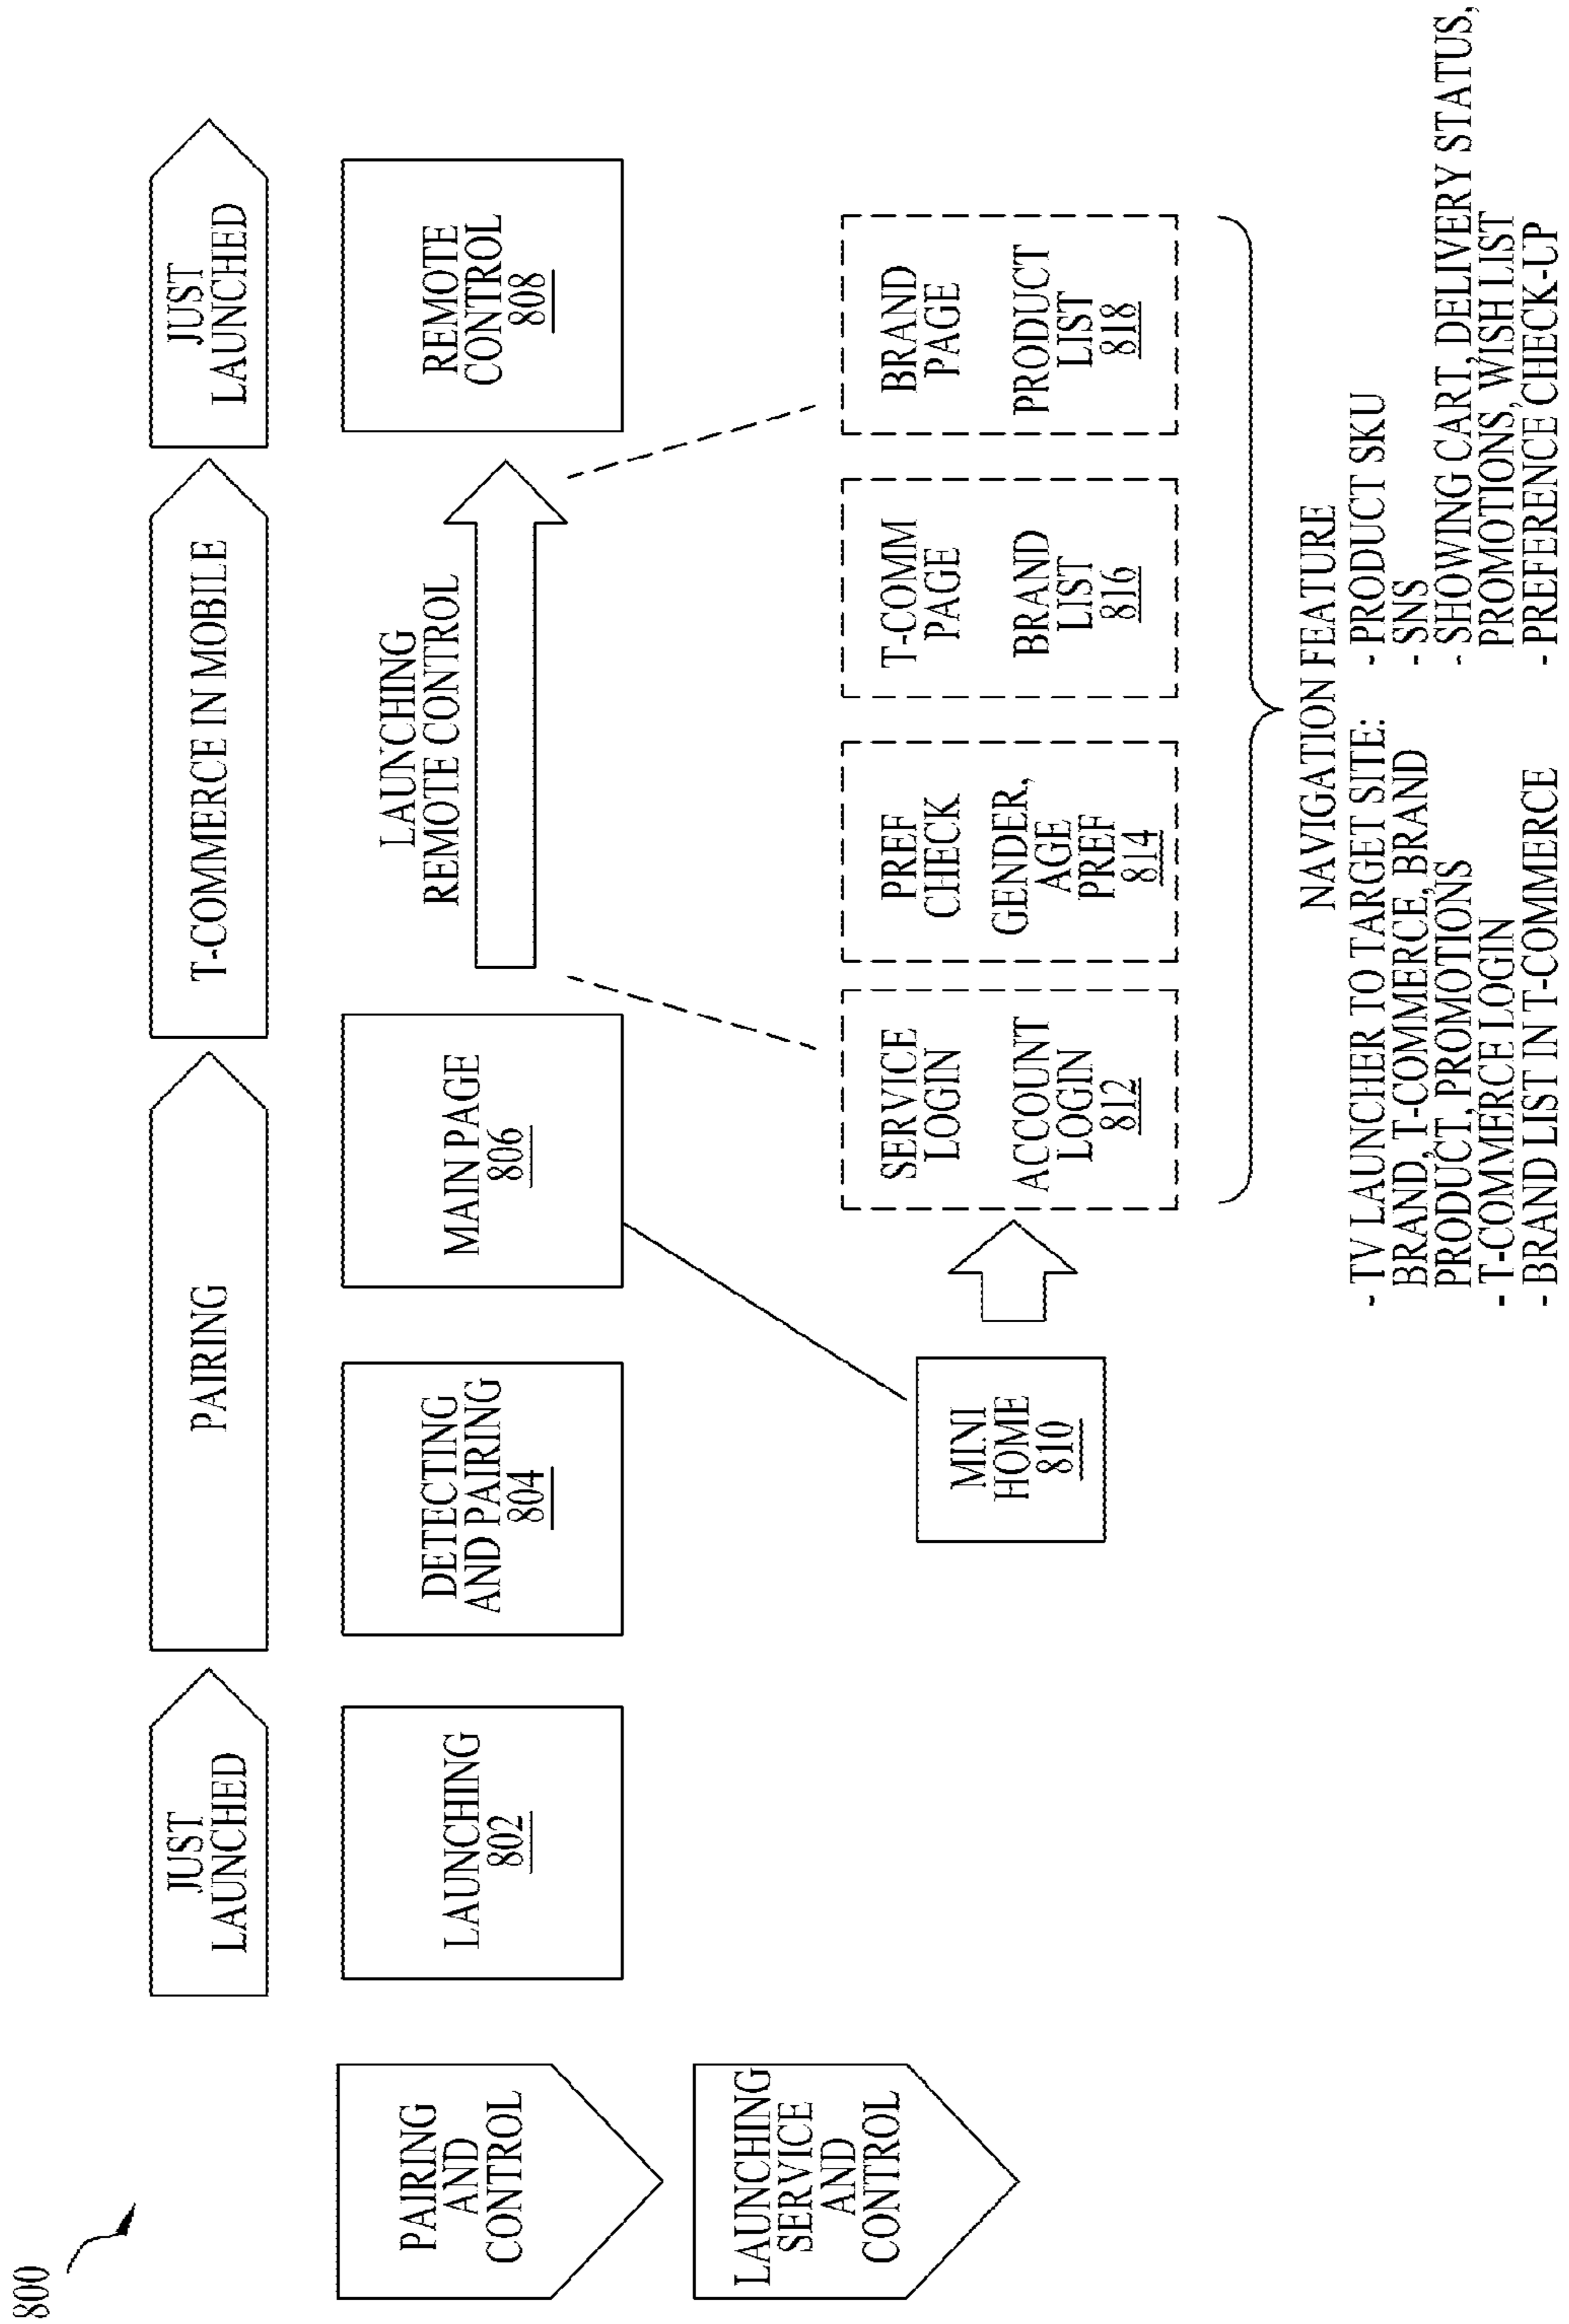 800
JUST
LAUNCHED
PAIRING
T-COMMERCE IN MOBILE
JUST
LAUNCHED
PAIRING
AND
CONTROL
LAUNCHING
802
DETECTING
AND PAIRING
804
MAIN PAGE
806
LAUNCHING
REMOTE CONTROL
REMOTE
CONTROL
808
LAUNCHING
SERVICE
AND
CONTROL
MINI
HOME
810
SERVICE
LOGIN
ACCOUNT
LOGIN
812
PREF
CHECK
GENDER,
AGE
PREF
814
T-COMM
PAGE
BRAND
LIST
816
BRAND
PAGE
PRODUCT
LIST
818
NAVIGATION FEATURE
- TV LAUNCHER TO TARGET SITE:
BRAND, T-COMMERCE, BRAND
PRODUCT, PROMOTIONS
- T-COMMERCE LOGIN
- BRAND LIST IN T-COMMERCE
- PRODUCT SKU
- SNS
- SHOWING CART, DELIVERY STATUS,
PROMOTIONS, WISH LIST
- PREFERENCE CHECK-UP